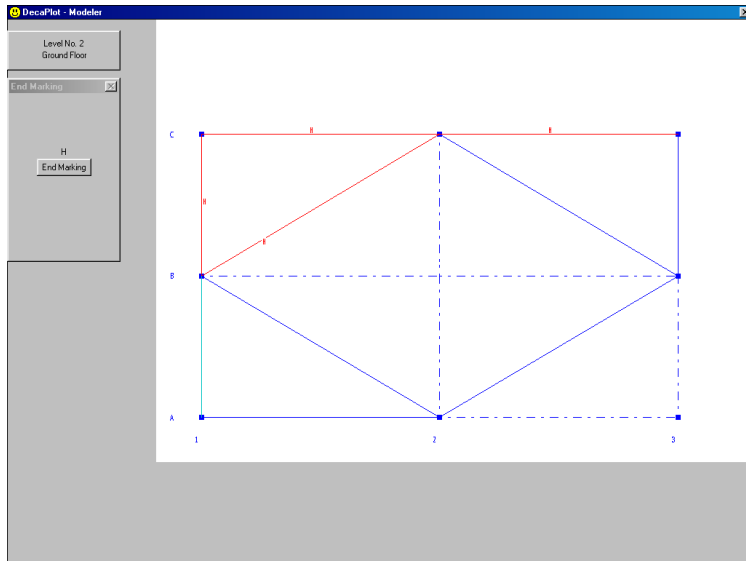 DecaPlot - Modeler
Level No. 2
Ground Floor
End Marking
H
End Marking
C
H
H
H
H
B
A
1
2
3